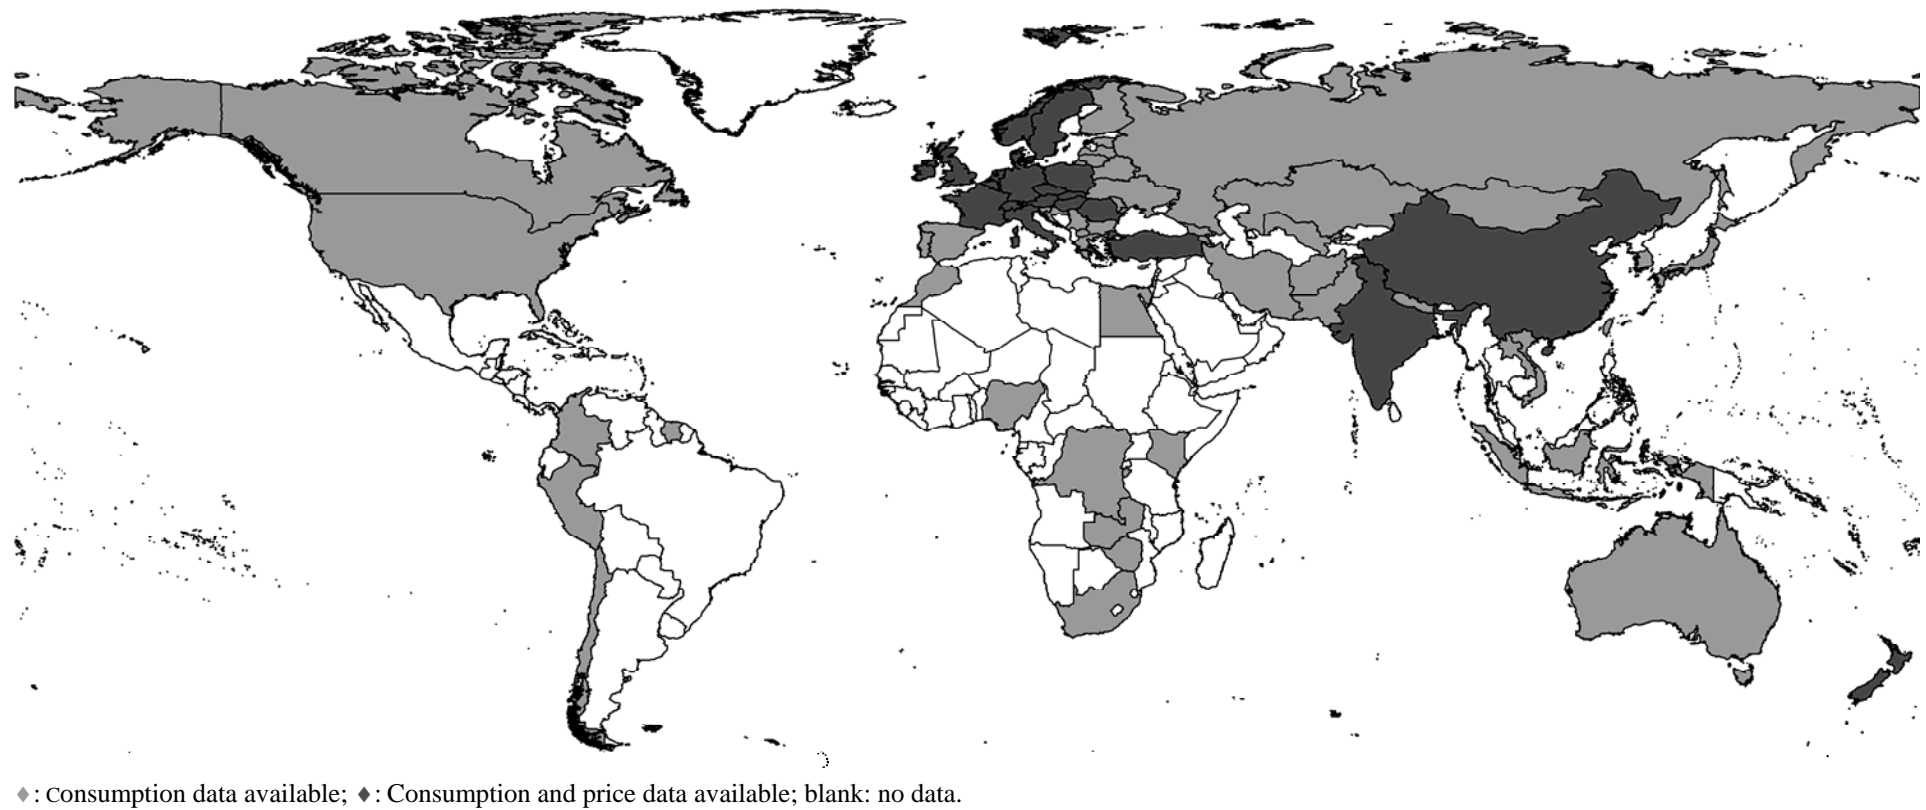 ♦: Consumption data available; ♦: Consumption and price data available; blank: no data.